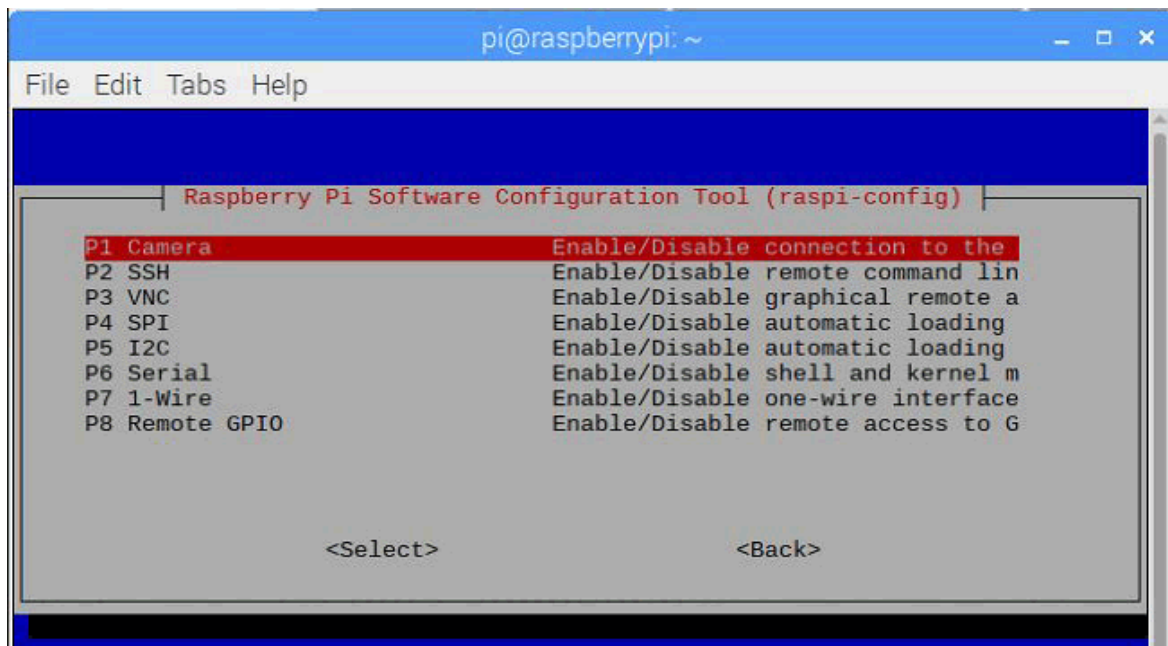 pi@raspberrypi: ~
File Edit Tabs Help
Raspberry Pi Software Configuration Tool (raspi-config)
P1 Camera Enable/Disable connection to the
P2 SSH Enable/Disable remote command lin
P3 VNC Enable/Disable graphical remote a
P4 SPI Enable/Disable automatic loading
P5 I2C Enable/Disable automatic loading
P6 Serial Enable/Disable shell and kernel m
P7 1-Wire Enable/Disable one-wire interface
P8 Remote GPIO Enable/Disable remote access to G
<Select> <Back>